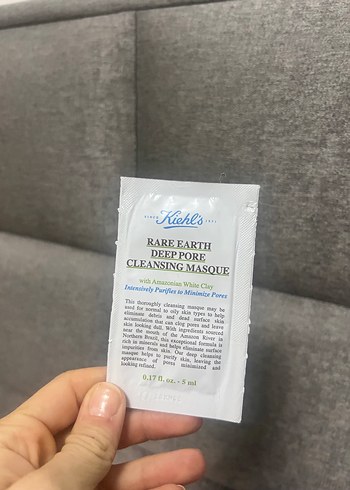 SINCE Kiehl's 1851
RARE EARTH
DEEP PORE
CLEANSING MASQUE
with Amazonian White Clay
Intensively Purifies to Minimize Pores
This thoroughly cleansing masque may be
used for normal to oily skin types to help
eliminate debris and dead surface skin
accumulation that can clog pores and leave
skin looking dull. With ingredients sourced
near the mouth of the Amazon River in
Northern Brazil, this exceptional formula is
rich in minerals and helps eliminate surface
impurities from skin. Our deep cleansing
masque helps to purify skin, leaving the
appearance of pores minimized and
looking refined.
0.17 fl. oz. - 5 ml